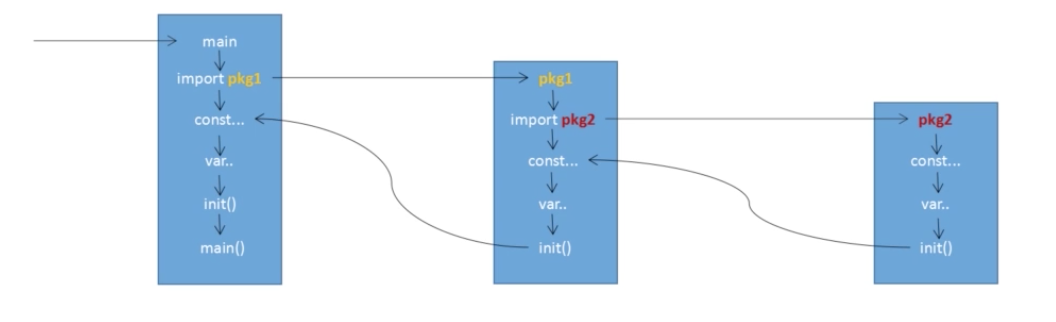 main
import pkg1
const...
var..
init()
main()
pkg1
import pkg2
const...
var..
init()
pkg2
const...
var..
init()